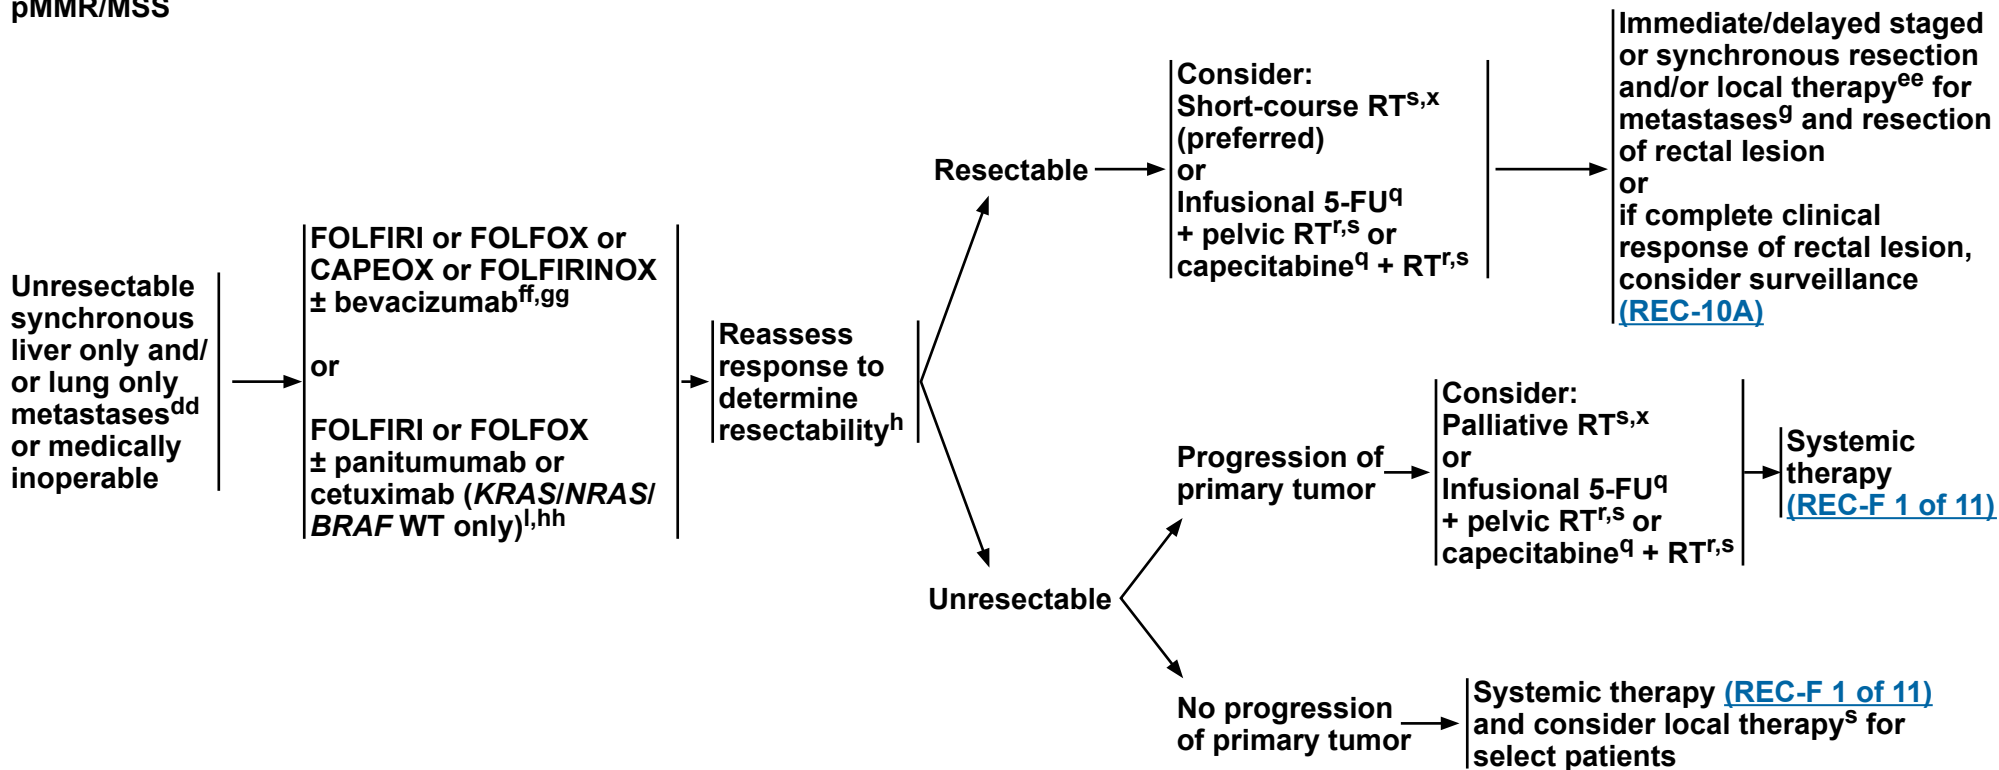 pMMR/MSS
Unresectable
synchronous
liver only and/
or lung only
metastasesdd
or medically
inoperable
FOLFIRI or FOLFOX or
CAPEOX or FOLFIRINOX
± bevacizumabff,gg
or
FOLFIRI or FOLFOX
± panitumumab or
cetuximab (KRAS/NRAS/
BRAF WT only)l,hh
Reassess
response to
determine
resectabilityh
Resectable
Consider:
Short-course RTs,x
(preferred)
or
Infusional 5-FUq
+ pelvic RTr,s or
capecitabineq + RTr,s
Immediate/delayed staged
or synchronous resection
and/or local therapyee for
metastasesg and resection
of rectal lesion
or
if complete clinical
response of rectal lesion,
consider surveillance
(REC-10A)
Unresectable
Progression of
primary tumor
Consider:
Palliative RTs,x
or
Infusional 5-FUq
+ pelvic RTr,s or
capecitabineq + RTr,s
Systemic
therapy
(REC-F 1 of 11)
No progression
of primary tumor
Systemic therapy (REC-F 1 of 11)
and consider local therapys for
select patients